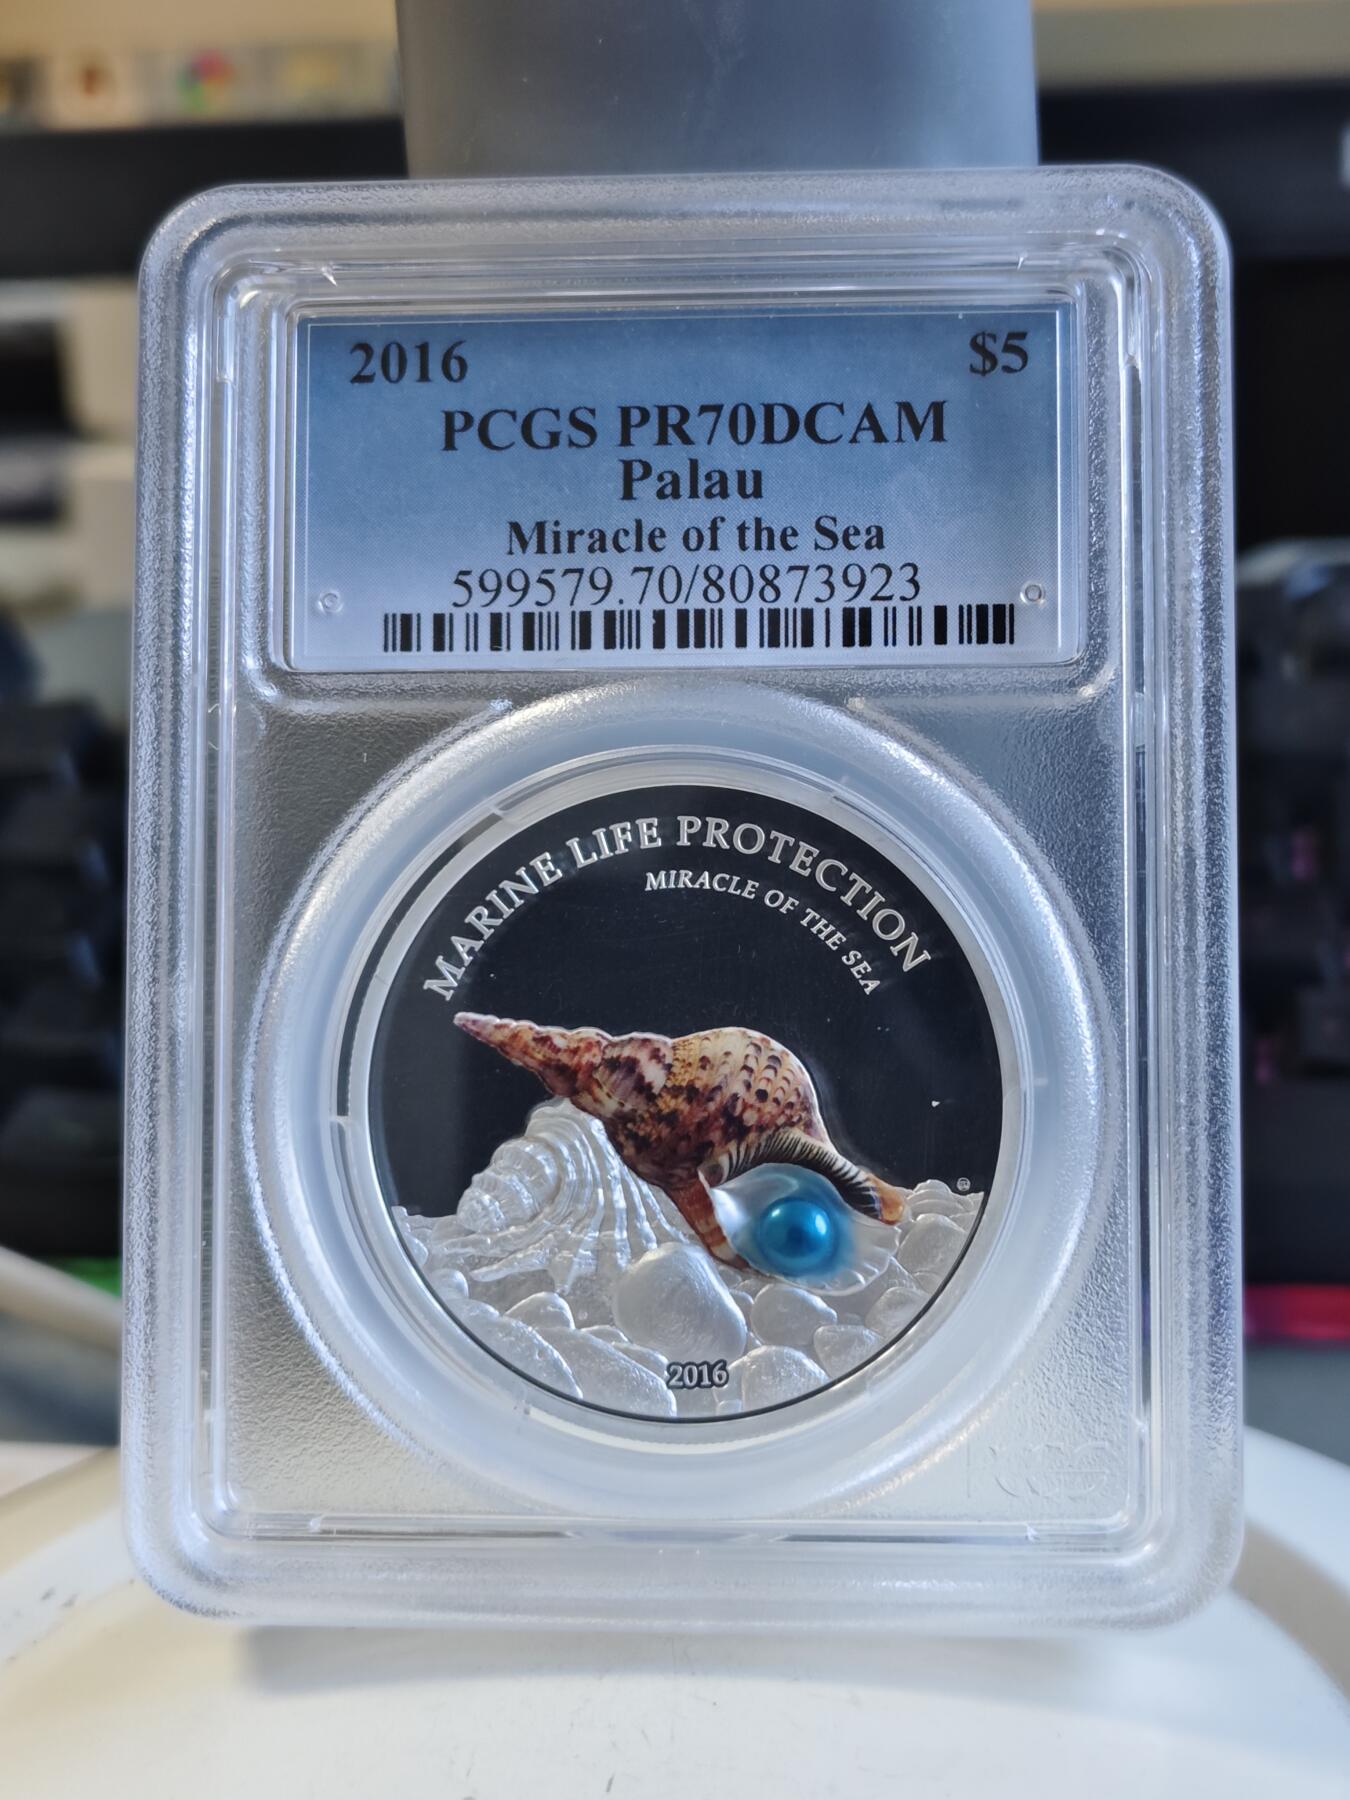 2016 $5
PCGS PR70DCAM
Palau
Miracle of the Sea
599579.70/80873923
MARINE LIFE PROTECTION
MIRACLE OF THE SEA
2016
PCGS